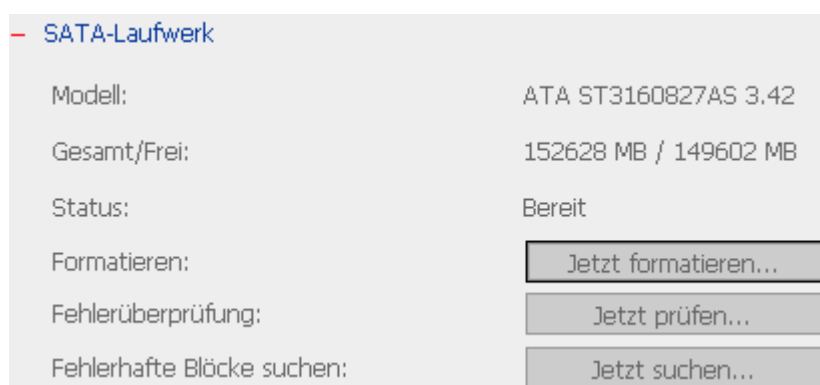 SATA-Laufwerk
Modell: ATA ST3160827AS 3.42
Gesamt/Frei: 152628 MB / 149602 MB
Status: Bereit
Formatieren: Jetzt formatieren...
Fehlerüberprüfung: Jetzt prüfen...
Fehlerhafte Blöcke suchen: Jetzt suchen...